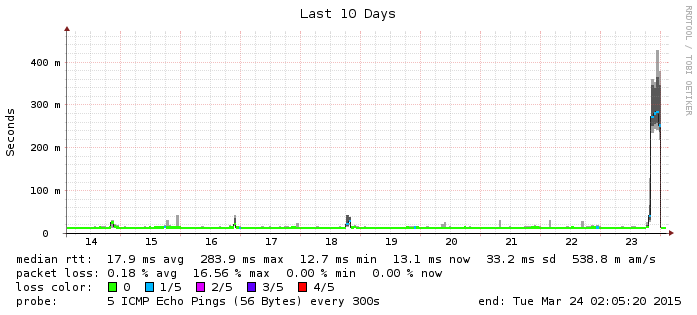 Last 10 Days
RRDTOOL / TOBI OETIKER
Seconds
400 m
300 m
200 m
100 m
0
14 15 16 17 18 19 20 21 22 23
median rtt: 17.9 ms avg 283.9 ms max 12.7 ms min 13.1 ms now 33.2 ms sd 538.8 m am/s
packet loss: 0.18 % avg 16.56 % max 0.00 % min 0.00 % now
loss color: 0 1/5 2/5 3/5 4/5
probe: 5 ICMP Echo Pings (56 Bytes) every 300s end: Tue Mar 24 02:05:20 2015